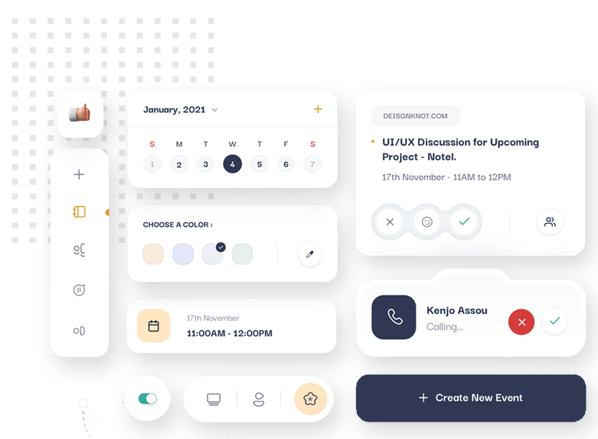 January, 2021
S M T W T F S
1 2 3 4 5 6 7
CHOOSE A COLOR :
17th November
11:00AM - 12:00PM
DEISGNKNOT.COM
UI/UX Discussion for Upcoming
Project - Notel.
17th November - 11AM to 12PM
Kenjo Assou
Calling...
Create New Event